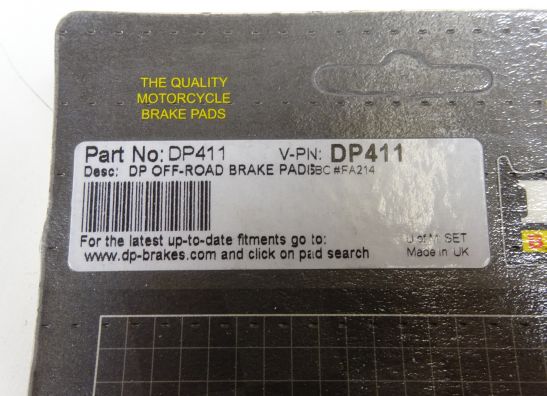 THE QUALITY
MOTORCYCLE
BRAKE PADS
Part No: DP411 V-PN: DP411
Desc: DP OFF-ROAD BRAKE PAD EBC #FA214
For the latest up-to-date fitments go to:
www.dp-brakes.com and click on pad search
U of M: SET
Made in UK